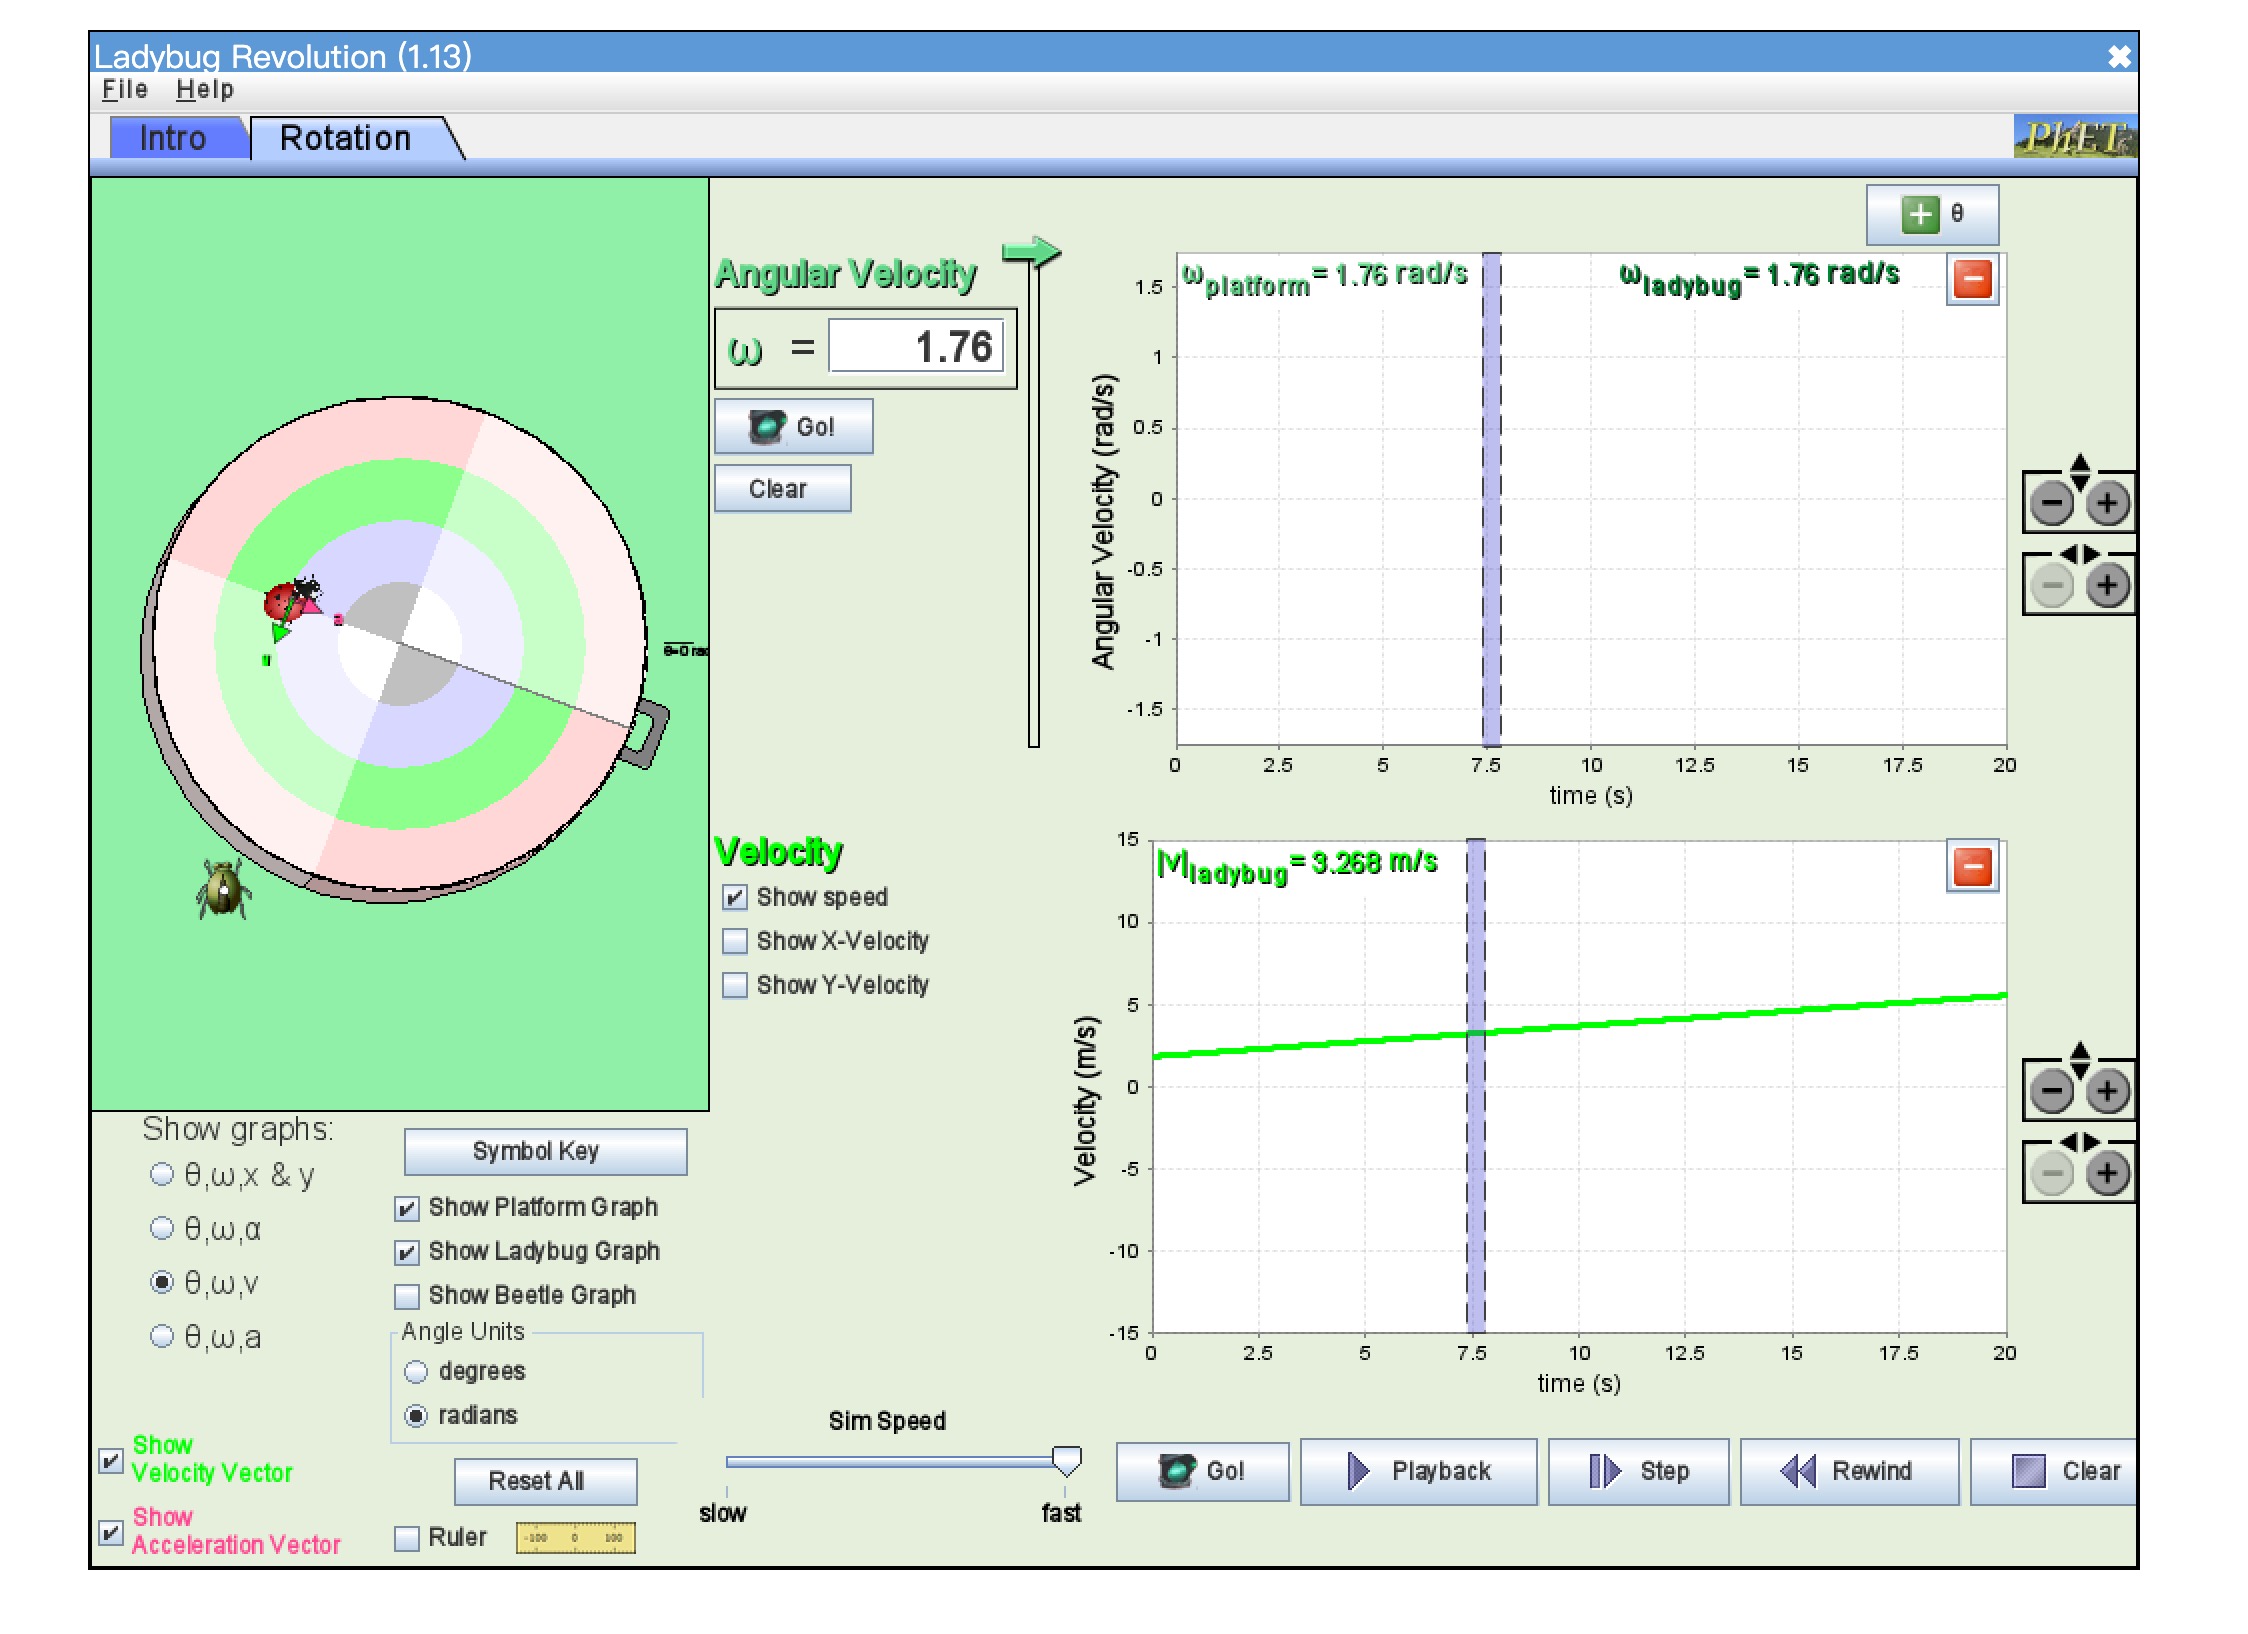 Ladybug Revolution (1.13)
File Help
Intro Rotation
PhET
θ
Angular Velocity
ω = 1.76
Go!
Clear
ωplatform= 1.76 rad/s ωladybug= 1.76 rad/s
Angular Velocity (rad/s)
1.5
1
0.5
0
-0.5
-1
-1.5
0 2.5 5 7.5 10 12.5 15 17.5 20
time (s)
θ=0 rad
a
v
Velocity
Show speed
Show X-Velocity
Show Y-Velocity
|v|ladybug= 3.268 m/s
Velocity (m/s)
15
10
5
0
-5
-10
-15
0 2.5 5 7.5 10 12.5 15 17.5 20
time (s)
Show graphs:
θ,ω,x & y
θ,ω,α
θ,ω,v
θ,ω,a
Symbol Key
Show Platform Graph
Show Ladybug Graph
Show Beetle Graph
Angle Units
degrees
radians
Show
Velocity Vector
Show
Acceleration Vector
Reset All
Ruler
-100 0 100
Sim Speed
slow fast
Go! Playback Step Rewind Clear